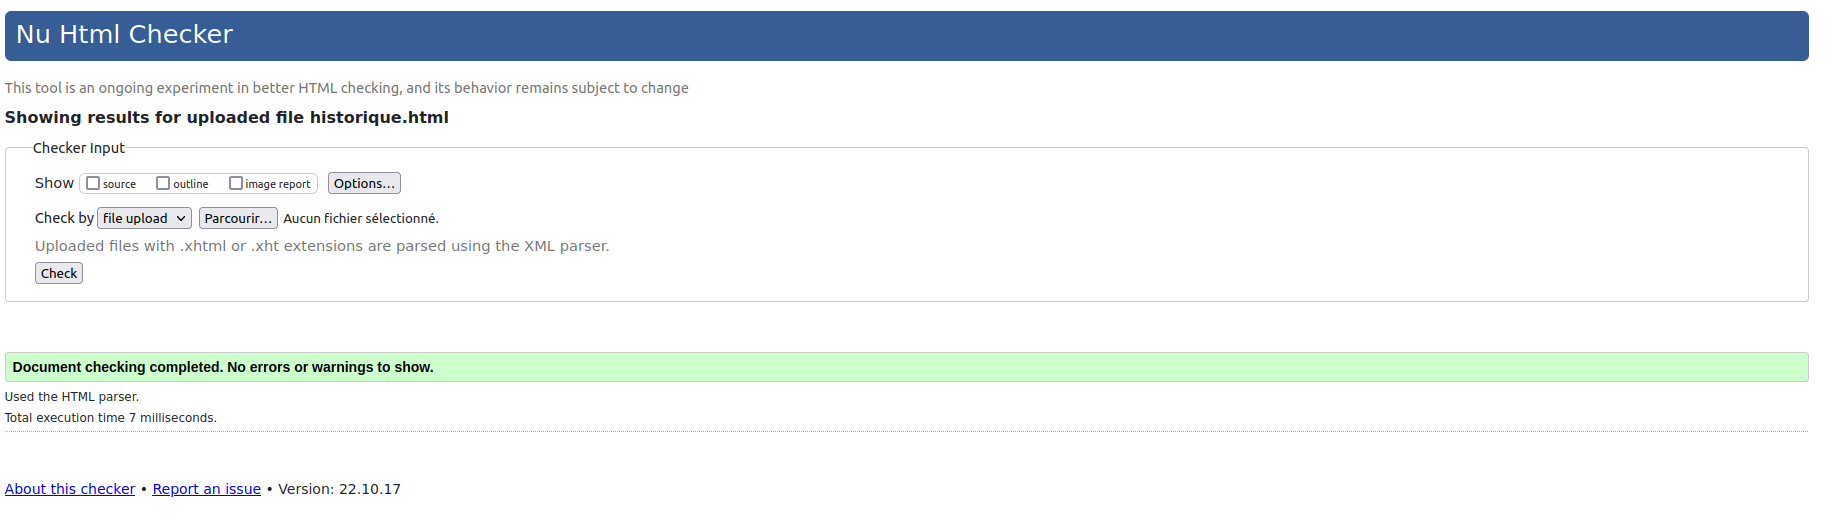 Nu Html Checker
This tool is an ongoing experiment in better HTML checking, and its behavior remains subject to change
Showing results for uploaded file historique.html
Checker Input
Show source outline image report Options...
Check by file upload Parcourir... Aucun fichier sélectionné.
Uploaded files with .xhtml or .xht extensions are parsed using the XML parser.
Check
Document checking completed. No errors or warnings to show.
Used the HTML parser.
Total execution time 7 milliseconds.
About this checker • Report an issue • Version: 22.10.17